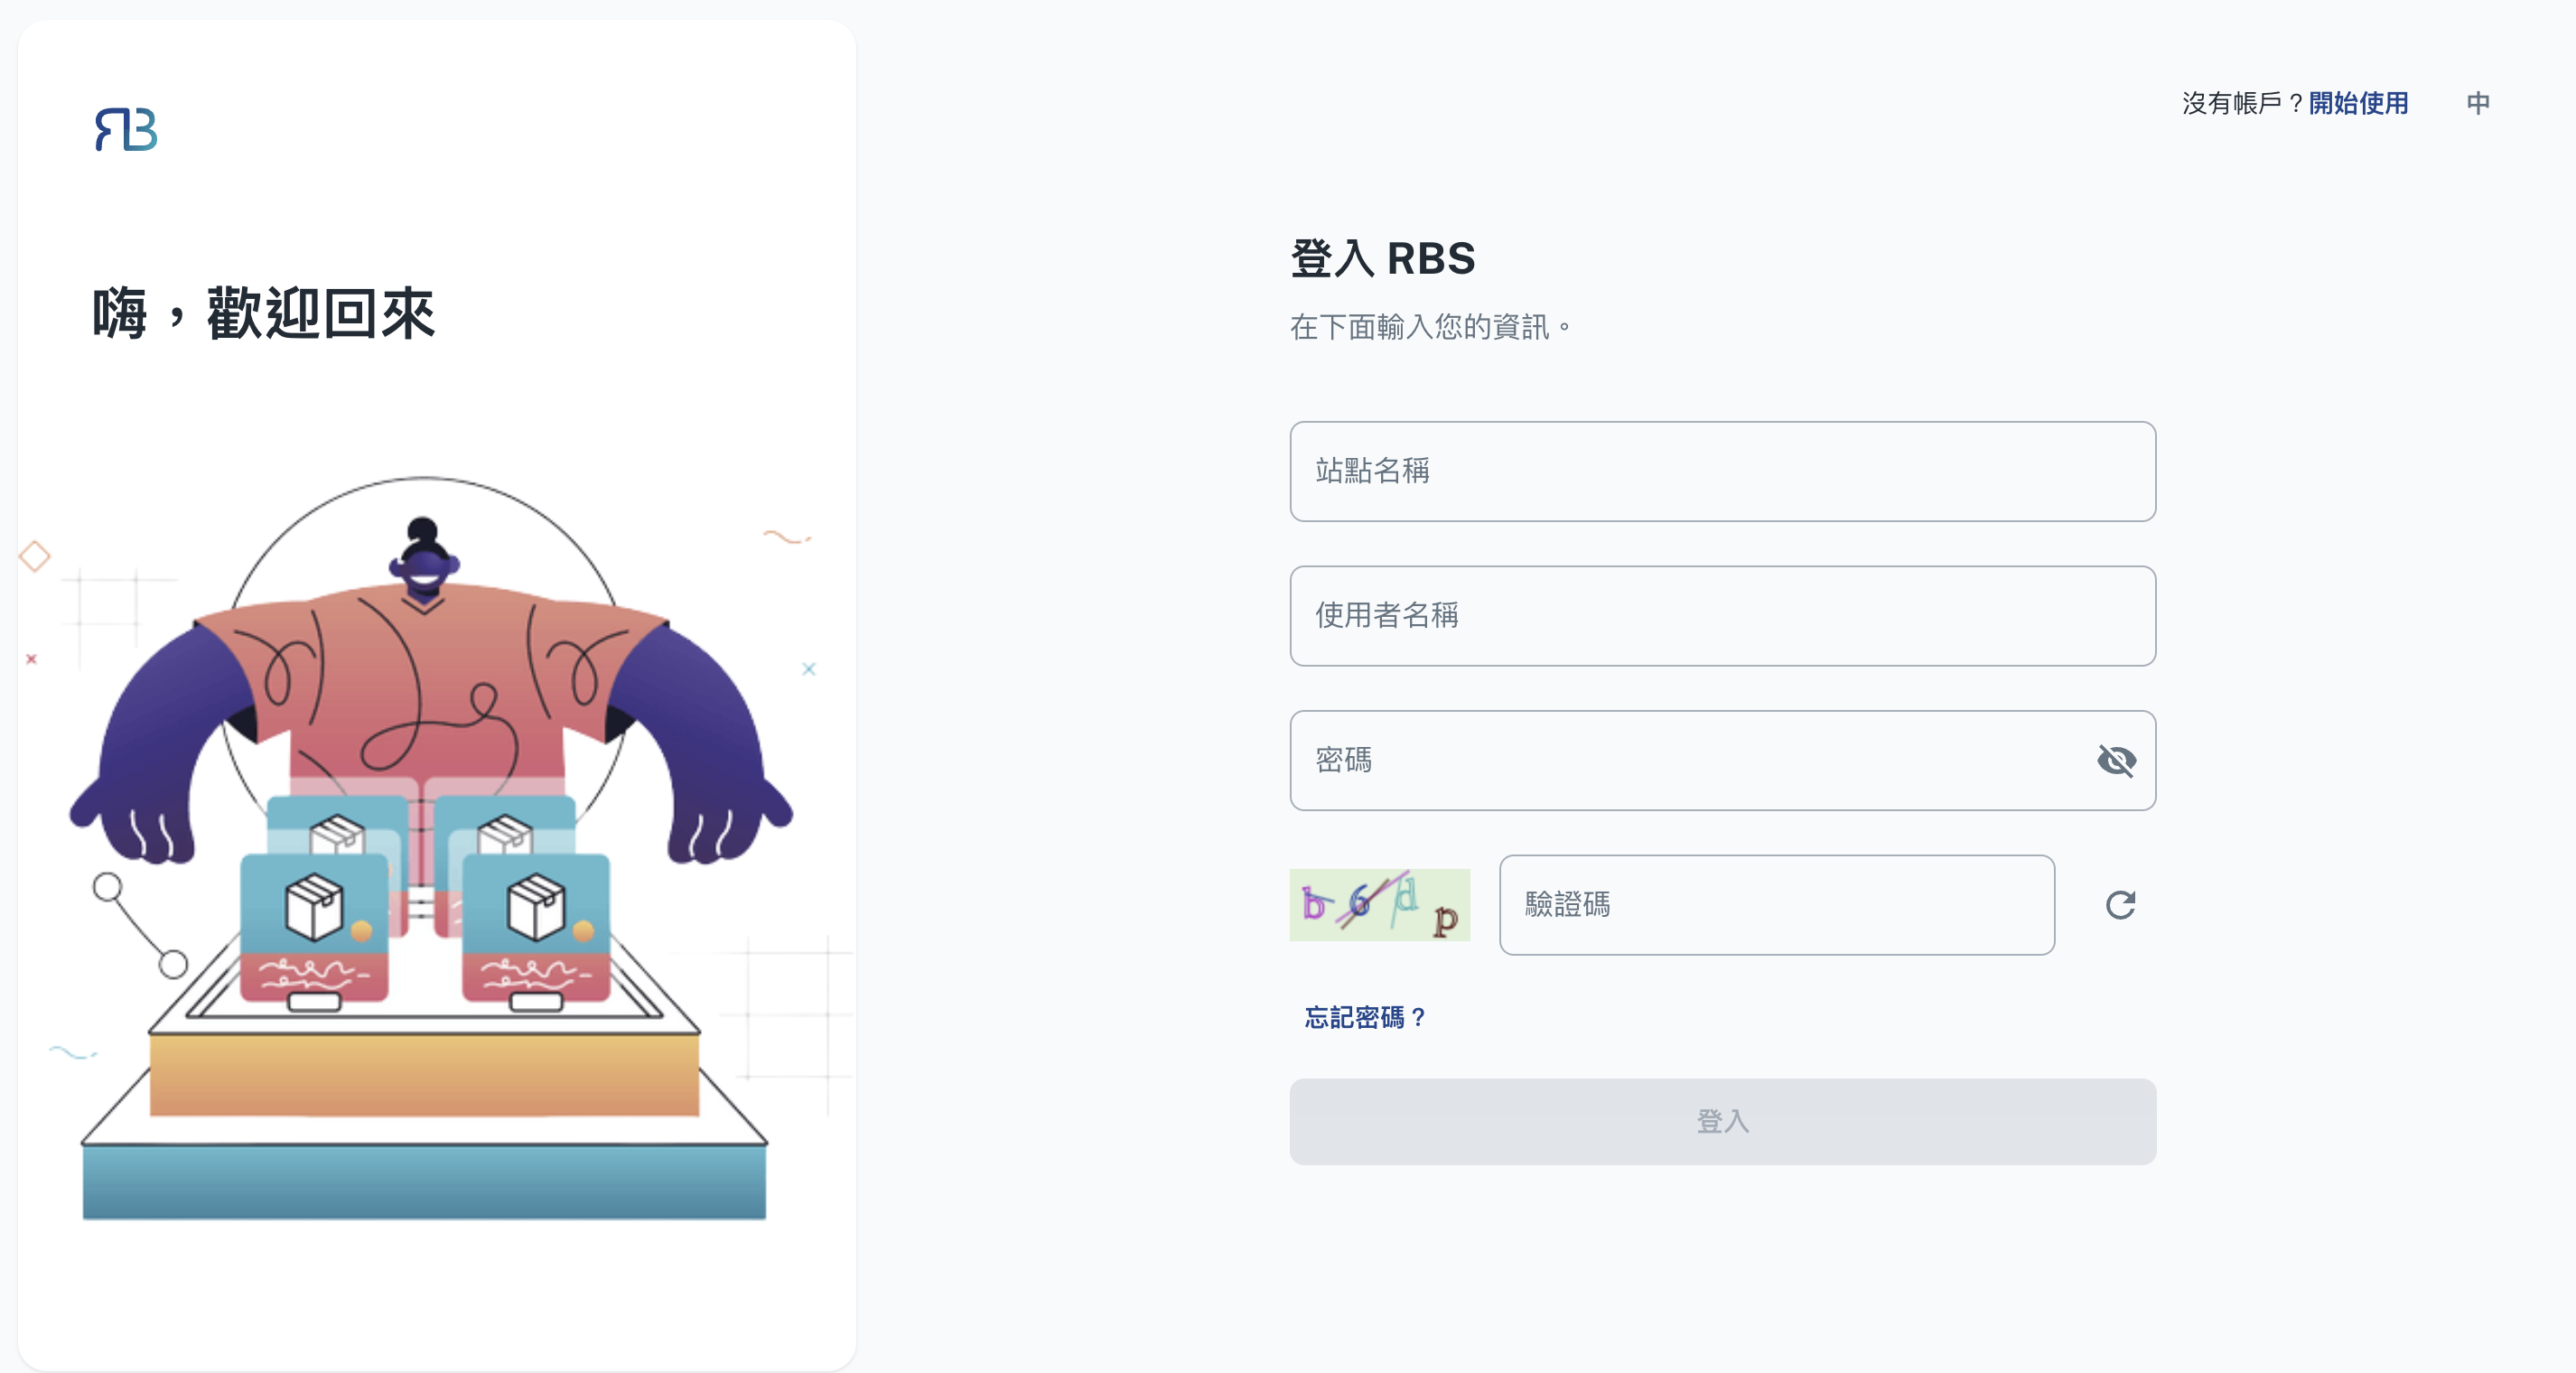 RB
沒有帳戶？開始使用
中
嗨，歡迎回來
登入 RBS
在下面輸入您的資訊。
站點名稱
使用者名稱
密碼
驗證碼
忘記密碼？
登入